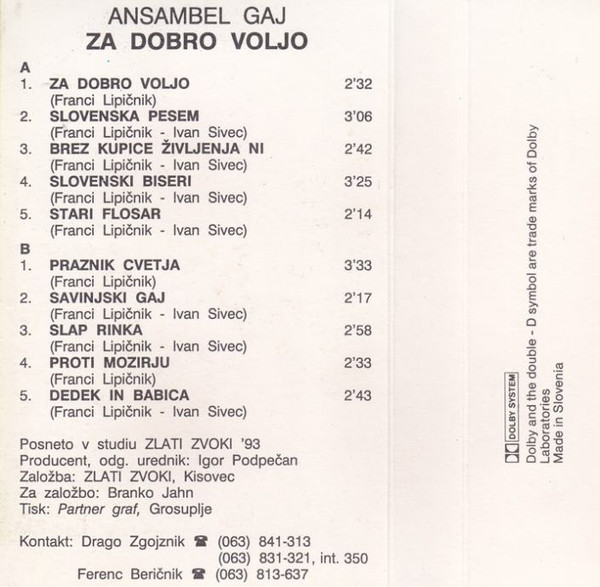 ANSAMBEL GAJ
ZA DOBRO VOLJO
A
1. ZA DOBRO VOLJO 2'32
(Franci Lipičnik)
2. SLOVENSKA PESEM 3'06
(Franci Lipičnik - Ivan Sivec)
3. BREZ KUPICE ŽIVLJENJA NI 2'42
(Franci Lipičnik - Ivan Sivec)
4. SLOVENSKI BISERI 3'25
(Franci Lipičnik - Ivan Sivec)
5. STARI FLOSAR 2'14
(Franci Lipičnik - Ivan Sivec)
B
1. PRAZNIK CVETJA 3'33
(Franci Lipičnik)
2. SAVINJSKI GAJ 2'17
(Franci Lipičnik - Ivan Sivec)
3. SLAP RINKA 2'58
(Franci Lipičnik - Ivan Sivec)
4. PROTI MOZIRJU 2'33
(Franci Lipičnik)
5. DEDEK IN BABICA 2'43
(Franci Lipičnik - Ivan Sivec)
Posneto v studiu ZLATI ZVOKI '93
Producent, odg. urednik: Igor Podpečan
Založba: ZLATI ZVOKI, Kisovec
Za založbo: Branko Jahn
Tisk: Partner graf, Grosuplje
Kontakt: Drago Zgojznik ☎ (063) 841-313
(063) 831-321, int. 350
Ferenc Beričnik ☎ (063) 813-637
DOLBY SYSTEM
Dolby and the double - D symbol are trade marks of Dolby
Laboratories
Made in Slovenia